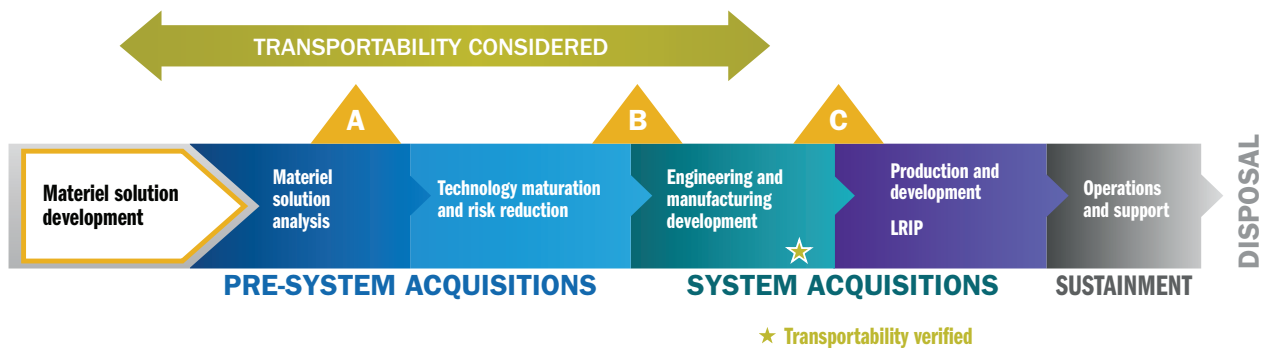 TRANSPORTABILITY CONSIDERED
A
B
C
Materiel solution
development
Materiel
solution
analysis
Technology maturation
and risk reduction
Engineering and
manufacturing
development
Production and
development
LRIP
Operations
and support
DISPOSAL
PRE-SYSTEM ACQUISITIONS
SYSTEM ACQUISITIONS
SUSTAINMENT
Transportability verified